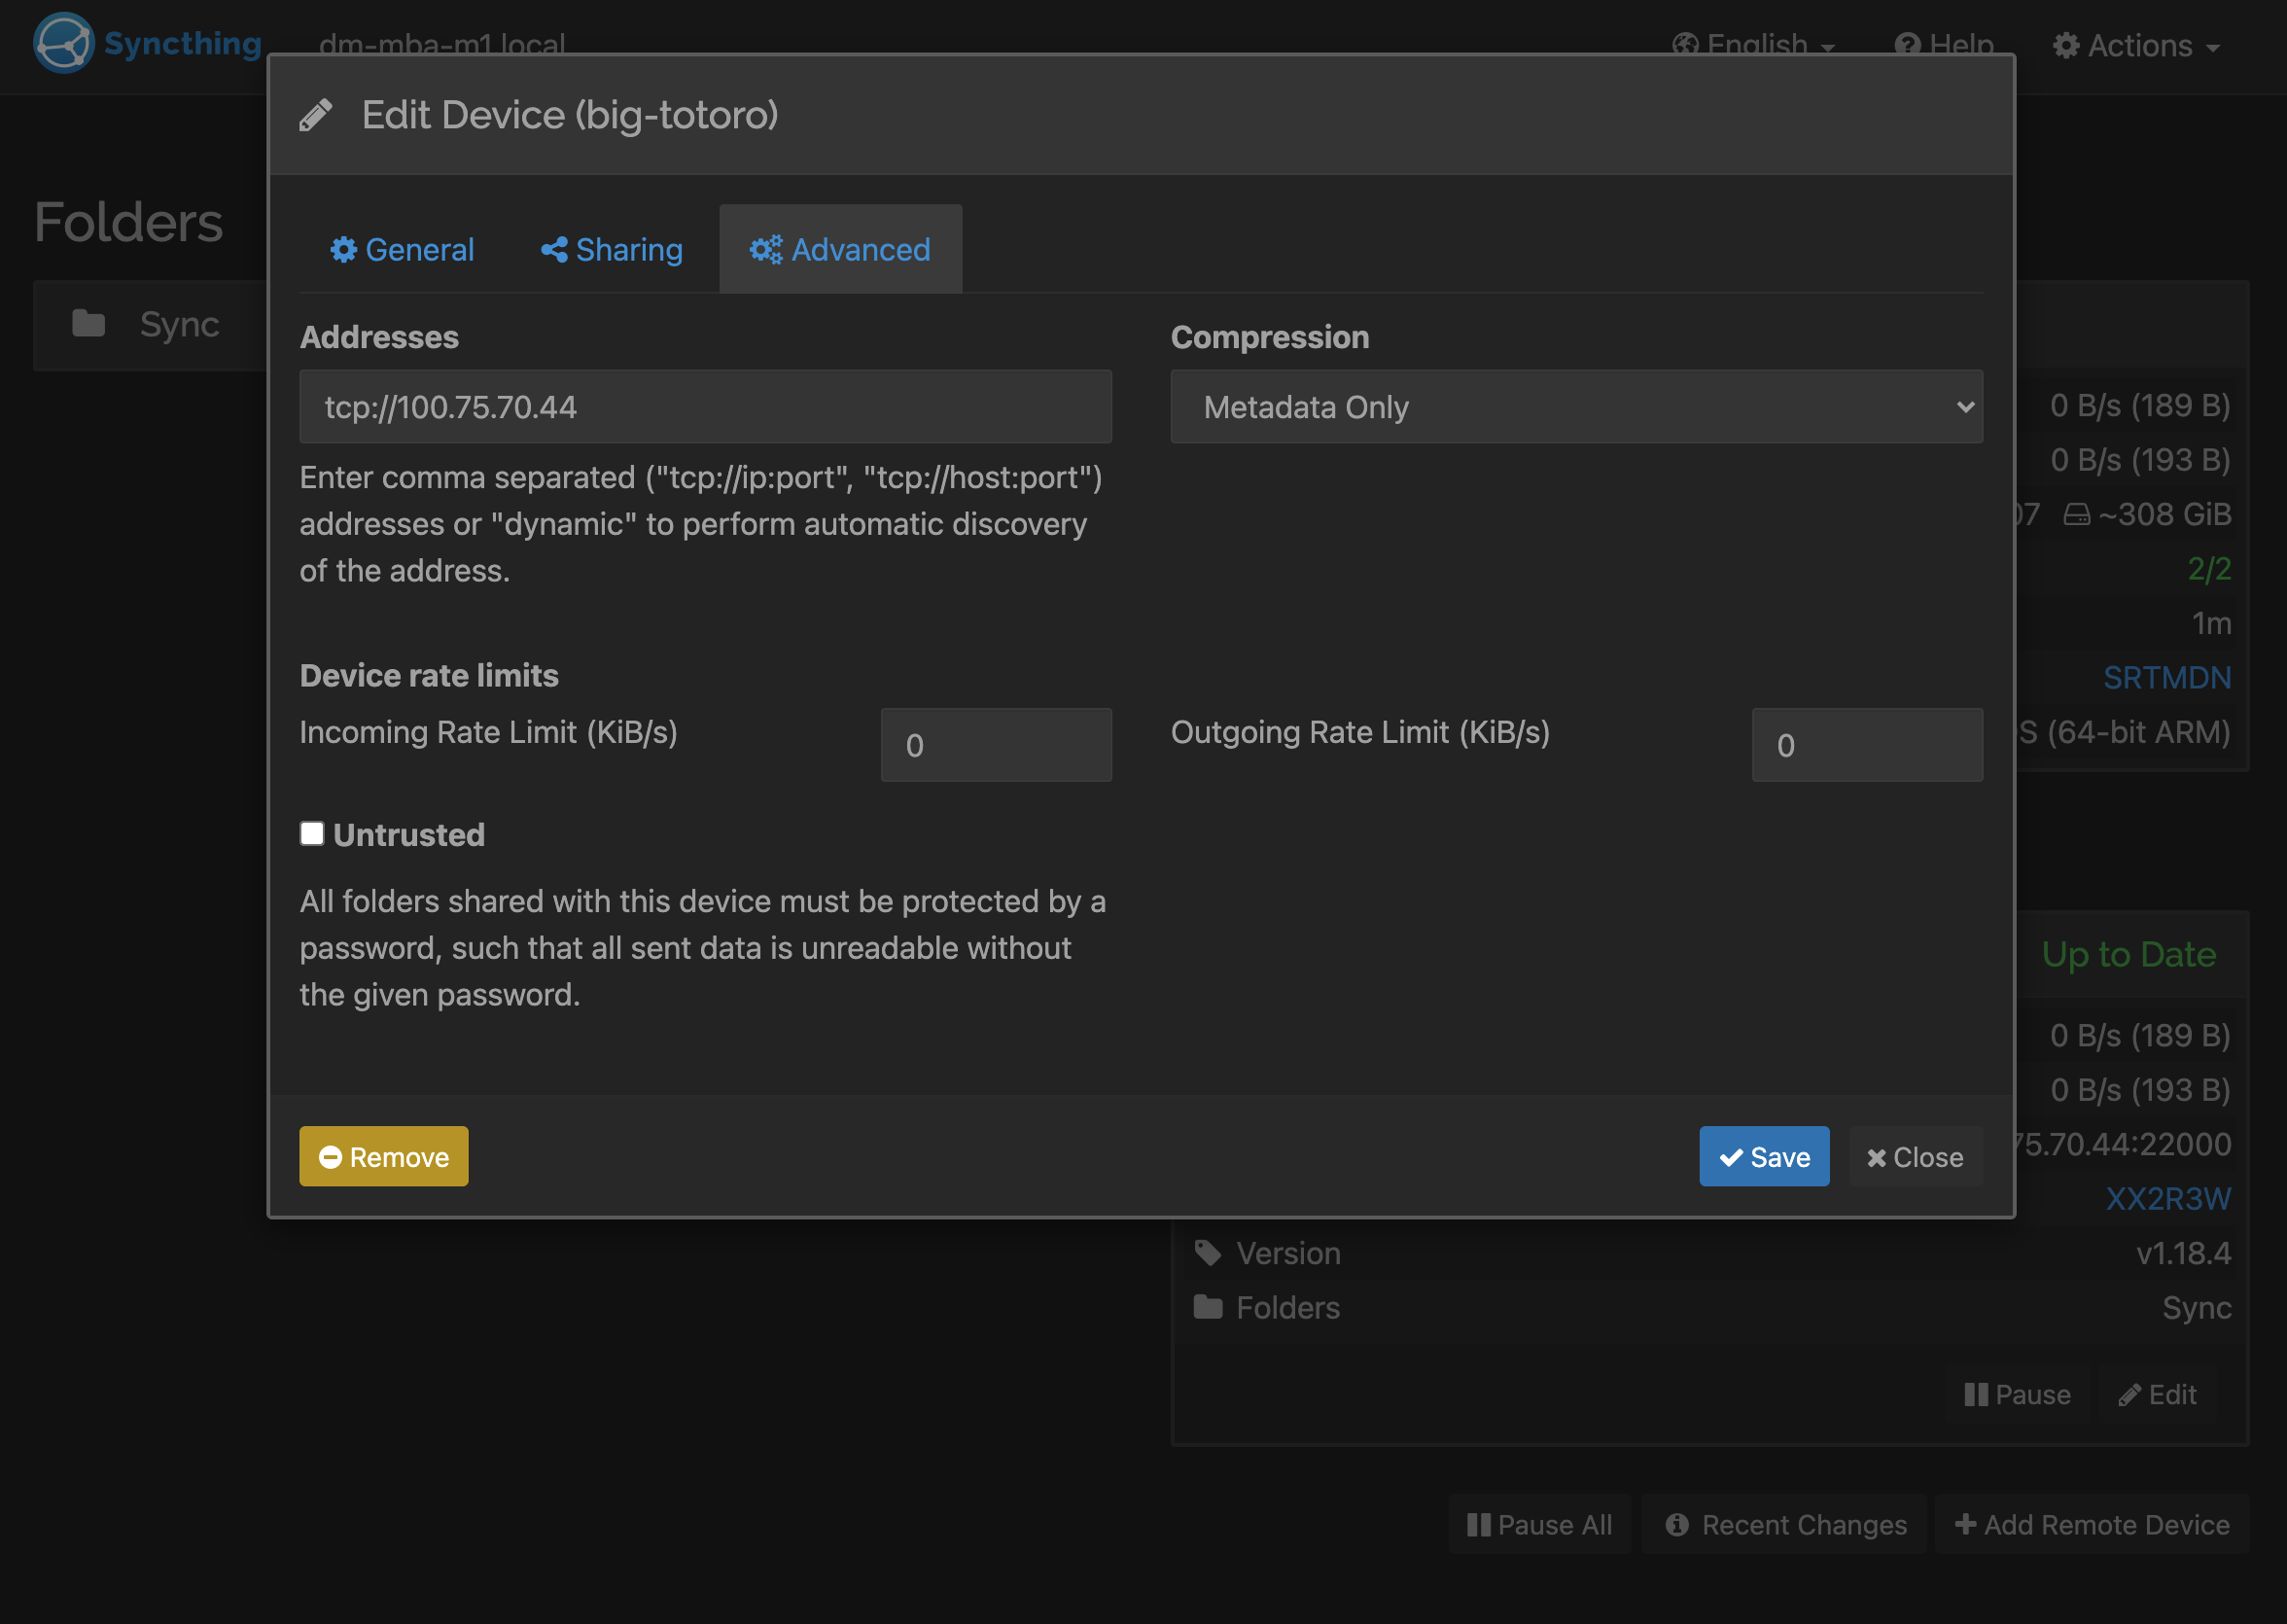 Syncthing
dm-mba-m1.local
English
Help
Actions
Edit Device (big-totoro)
General
Sharing
Advanced
Folders
Sync
Addresses
tcp://100.75.70.44
Enter comma separated ("tcp://ip:port", "tcp://host:port")
addresses or "dynamic" to perform automatic discovery
of the address.
Compression
Metadata Only
Device rate limits
Incoming Rate Limit (KiB/s)
0
Outgoing Rate Limit (KiB/s)
0
Untrusted
All folders shared with this device must be protected by a
password, such that all sent data is unreadable without
the given password.
Remove
Save
Close
0 B/s (189 B)
0 B/s (193 B)
07 ~308 GiB
2/2
1m
SRTMDN
S (64-bit ARM)
Up to Date
0 B/s (189 B)
0 B/s (193 B)
75.70.44:22000
XX2R3W
Version v1.18.4
Folders Sync
Pause
Edit
Pause All
Recent Changes
Add Remote Device